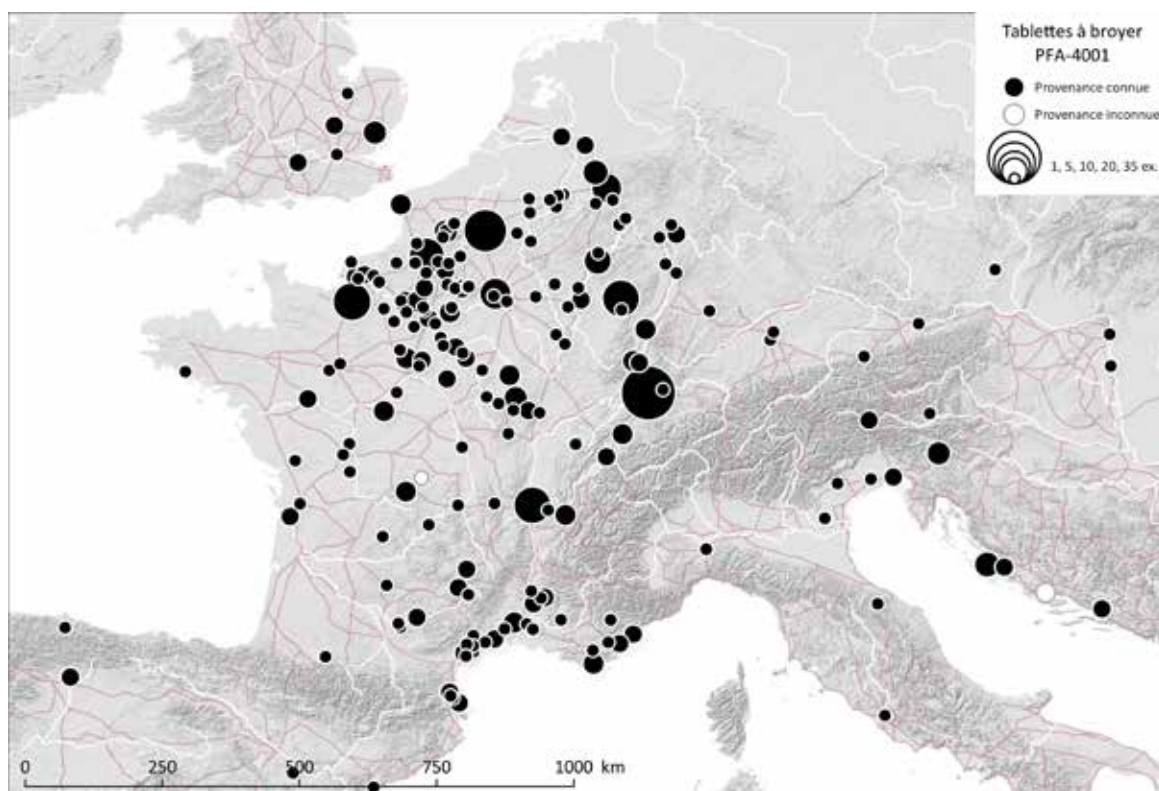 Tablettes à broyer
PFA-4001
Provenance connue
Provenance inconnue
1, 5, 10, 20, 35 ex.
0 250 500 750 1000 km